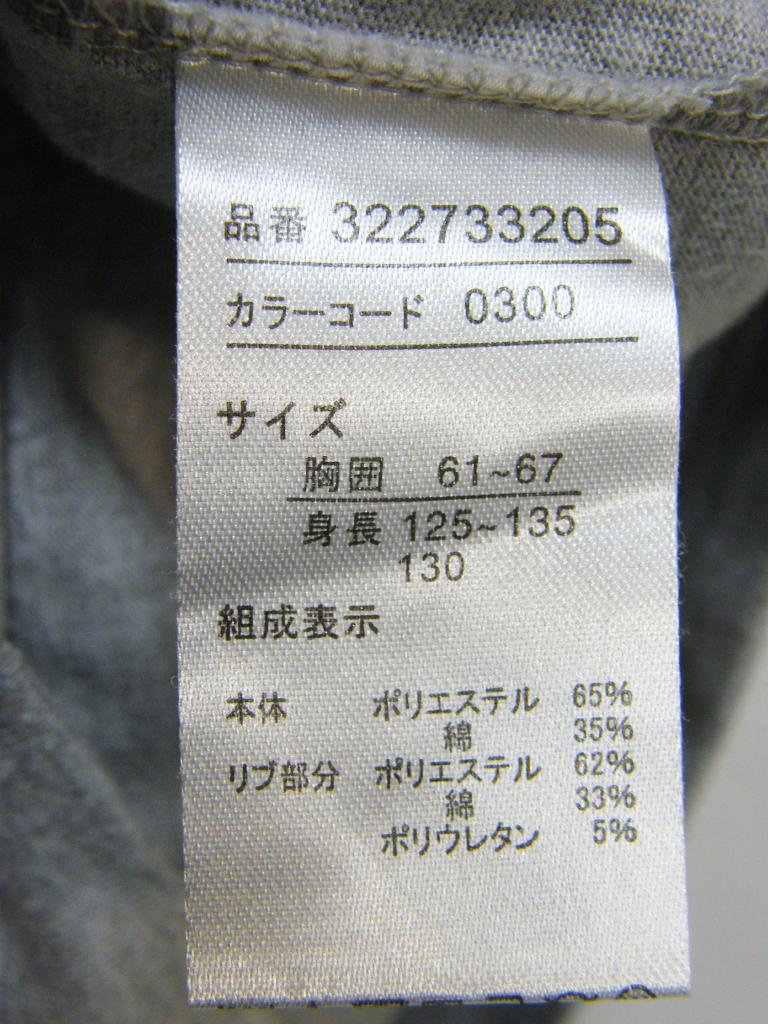 品番 322733205
カラーコード 0300
サイズ
胸囲 61~67
身長 125~135
130
組成表示
本体 ポリエステル 65%
綿 35%
リブ部分 ポリエステル 62%
綿 33%
ポリウレタン 5%